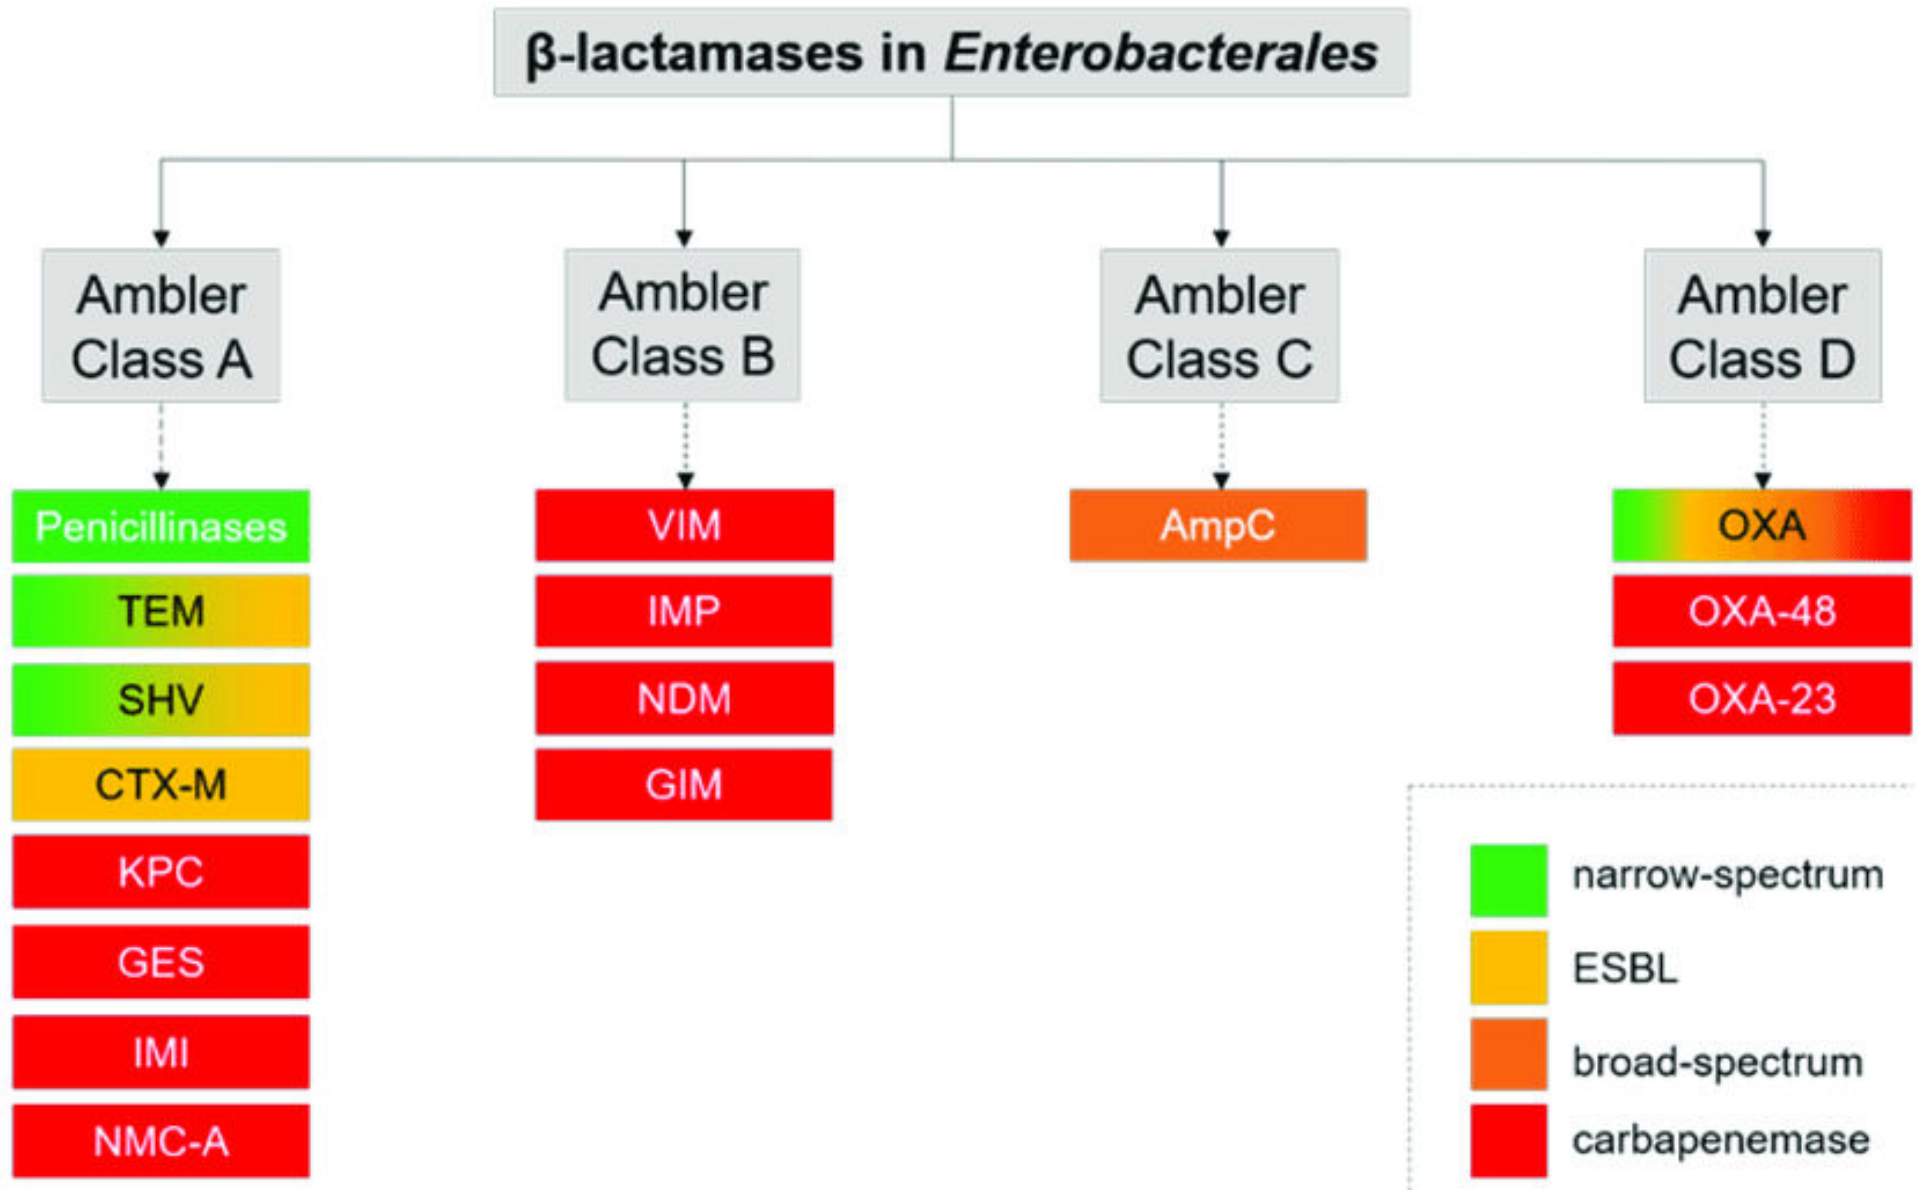 β-lactamases in Enterobacterales
Ambler
Class A
Ambler
Class B
Ambler
Class C
Ambler
Class D
Penicillinases
TEM
SHV
CTX-M
KPC
GES
IMI
NMC-A
VIM
IMP
NDM
GIM
AmpC
OXA
OXA-48
OXA-23
narrow-spectrum
ESBL
broad-spectrum
carbapenemase